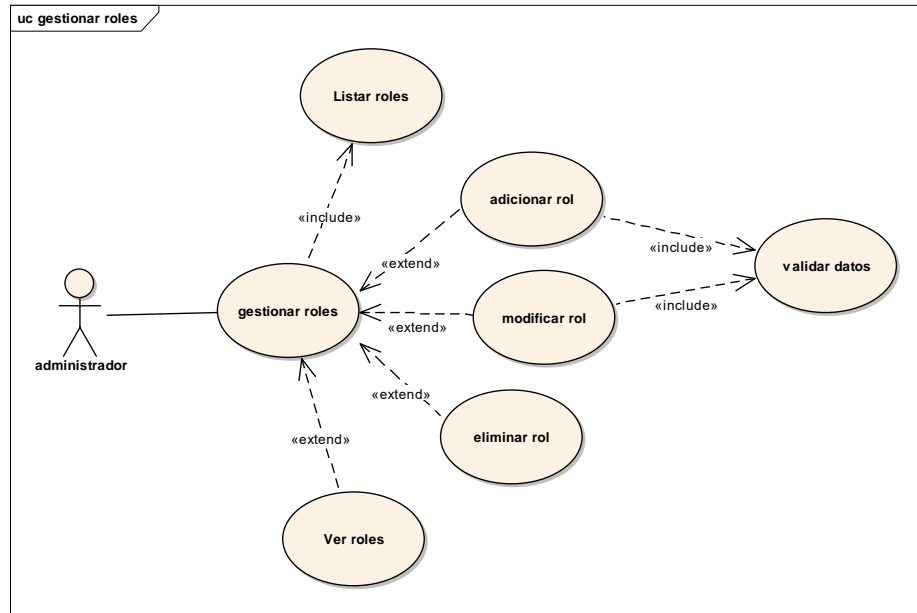 uc gestionar roles
Listar roles
adicionar rol
«include»
«include»
validar datos
«extend»
gestionar roles
modificar rol
«include»
«extend»
administrador
«extend»
eliminar rol
«extend»
Ver roles